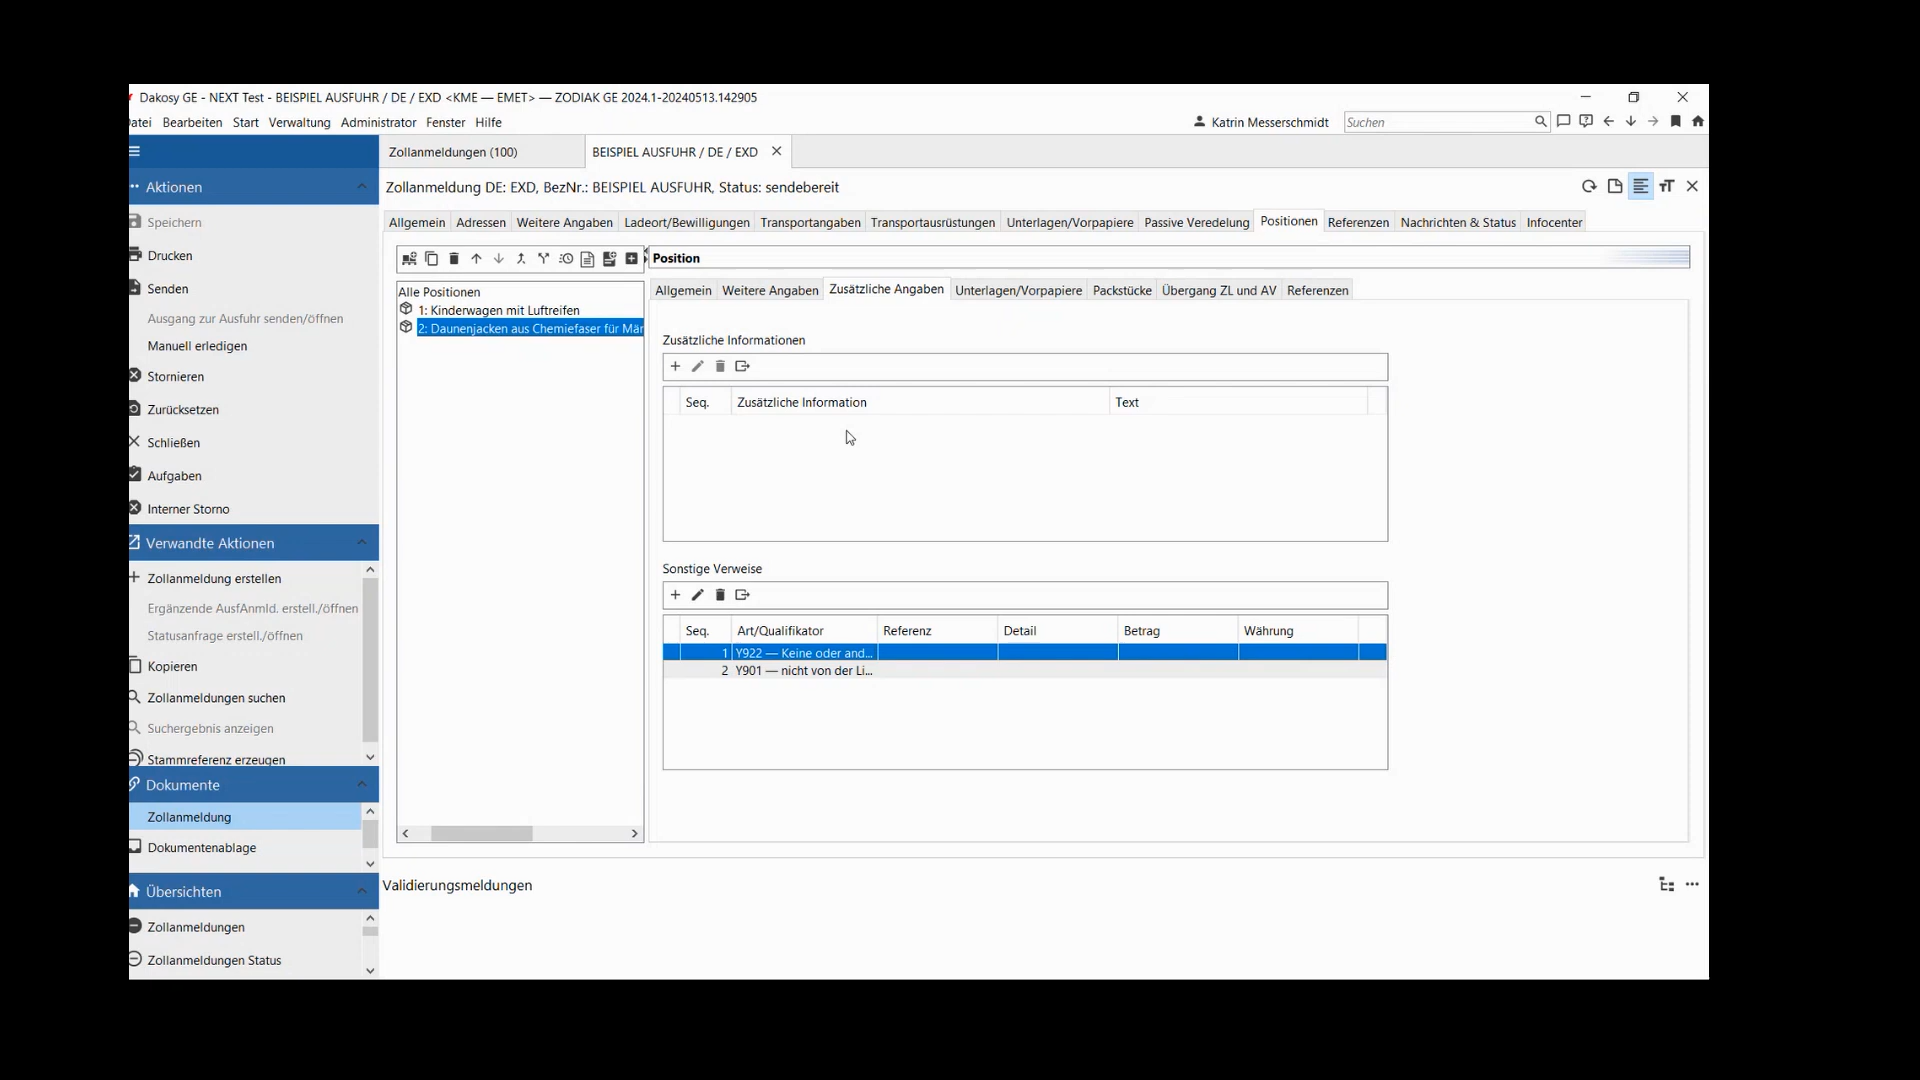 Dakosy GE - NEXT Test - BEISPIEL AUSFUHR / DE / EXD <KME — EMET> — ZODIAK GE 2024.1-20240513.142905
atei Bearbeiten Start Verwaltung Administrator Fenster Hilfe
Katrin Messerschmidt
Suchen
Zollanmeldungen (100)
BEISPIEL AUSFUHR / DE / EXD
Aktionen
Speichern
Drucken
Senden
Ausgang zur Ausfuhr senden/öffnen
Manuell erledigen
Stornieren
Zurücksetzen
Schließen
Aufgaben
Interner Storno
Verwandte Aktionen
Zollanmeldung erstellen
Ergänzende AusfAnmld. erstell./öffnen
Statusanfrage erstell./öffnen
Kopieren
Zollanmeldungen suchen
Suchergebnis anzeigen
Stammreferenz erzeugen
Dokumente
Zollanmeldung
Dokumentenablage
Übersichten
Zollanmeldungen
Zollanmeldungen Status
Zollanmeldung DE: EXD, BezNr.: BEISPIEL AUSFUHR, Status: sendebereit
Allgemein Adressen Weitere Angaben Ladeort/Bewilligungen Transportangaben Transportausrüstungen Unterlagen/Vorpapiere Passive Veredelung Positionen Referenzen Nachrichten & Status Infocenter
Alle Positionen
1: Kinderwagen mit Luftreifen
2: Daunenjacken aus Chemiefaser für Mär
Position
Allgemein Weitere Angaben Zusätzliche Angaben Unterlagen/Vorpapiere Packstücke Übergang ZL und AV Referenzen
Zusätzliche Informationen
Seq. Zusätzliche Information Text
Sonstige Verweise
Seq. Art/Qualifikator Referenz Detail Betrag Währung
1 Y922 — Keine oder and...
2 Y901 — nicht von der Li...
Validierungsmeldungen